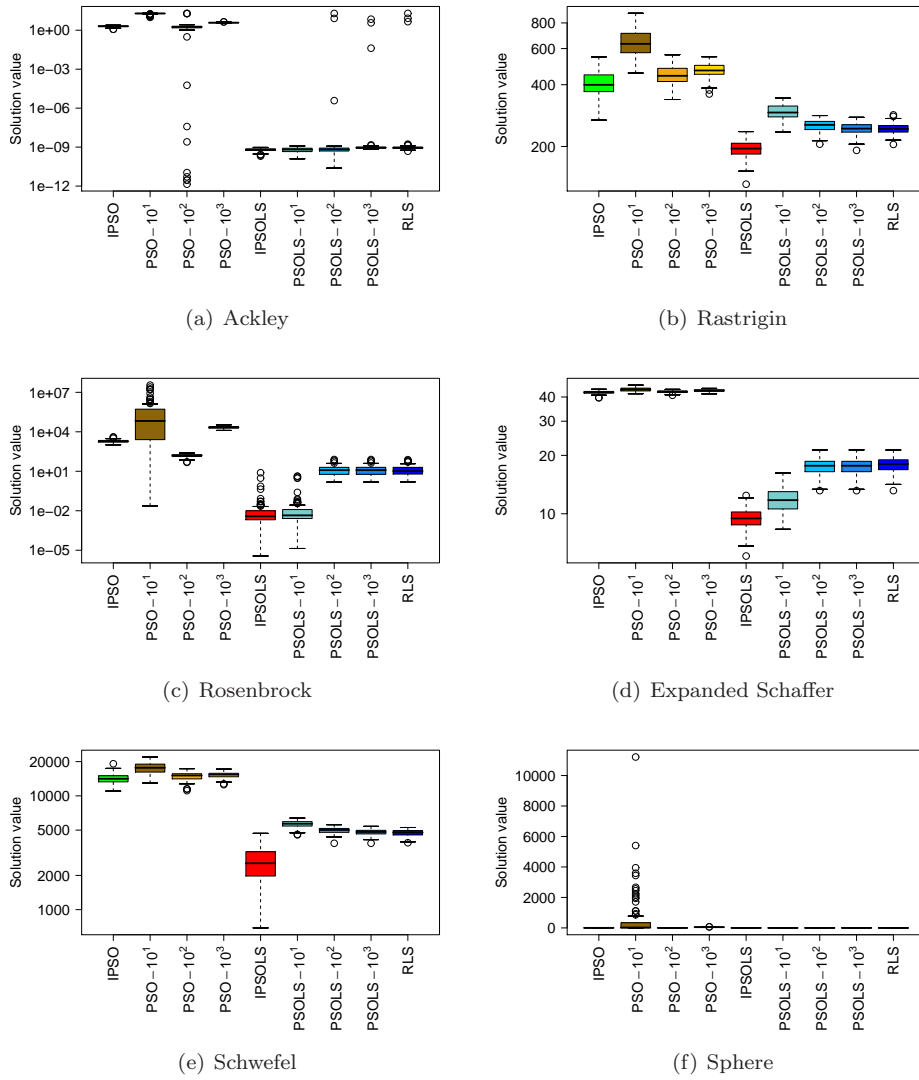 Solution value
1e+00
1e−03
1e−06
1e−09
1e−12
IPSO
PSO−10¹
PSO−10²
PSO−10³
IPSOLS
PSOLS−10¹
PSOLS−10²
PSOLS−10³
RLS
(a) Ackley
Solution value
800
600
400
200
IPSO
PSO−10¹
PSO−10²
PSO−10³
IPSOLS
PSOLS−10¹
PSOLS−10²
PSOLS−10³
RLS
(b) Rastrigin
Solution value
1e+07
1e+04
1e+01
1e−02
1e−05
IPSO
PSO−10¹
PSO−10²
PSO−10³
IPSOLS
PSOLS−10¹
PSOLS−10²
PSOLS−10³
RLS
(c) Rosenbrock
Solution value
40
30
20
10
IPSO
PSO−10¹
PSO−10²
PSO−10³
IPSOLS
PSOLS−10¹
PSOLS−10²
PSOLS−10³
RLS
(d) Expanded Schaffer
Solution value
20000
10000
5000
2000
1000
IPSO
PSO−10¹
PSO−10²
PSO−10³
IPSOLS
PSOLS−10¹
PSOLS−10²
PSOLS−10³
RLS
(e) Schwefel
Solution value
10000
8000
6000
4000
2000
0
IPSO
PSO−10¹
PSO−10²
PSO−10³
IPSOLS
PSOLS−10¹
PSOLS−10²
PSOLS−10³
RLS
(f) Sphere